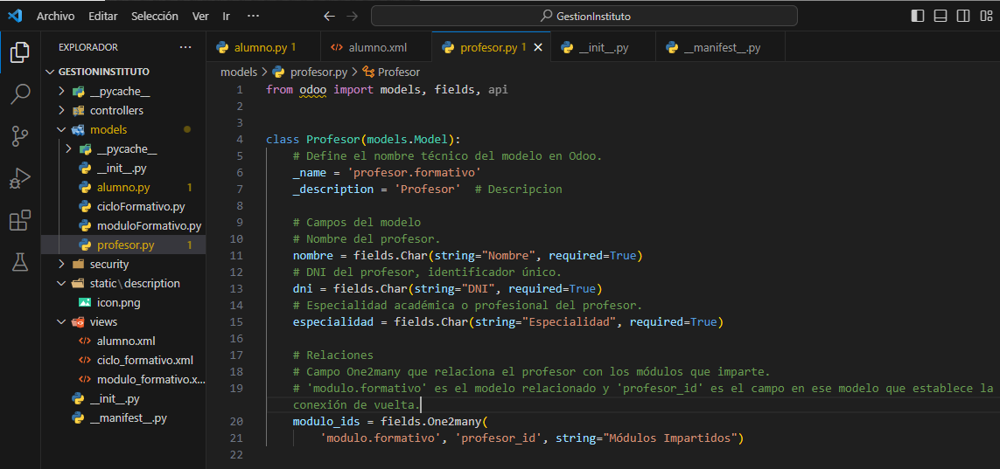 Archivo Editar Selección Ver Ir ··· GestionInstituto
EXPLORADOR ···
GESTIONINSTITUTO
__pycache__
controllers
models
__pycache__
__init__.py
alumno.py 1
cicloFormativo.py
moduloFormativo.py
profesor.py 1
security
static\description
icon.png
views
alumno.xml
ciclo_formativo.xml
modulo_formativo.x...
__init__.py
__manifest__.py
alumno.py 1 alumno.xml profesor.py 1 __init__.py __manifest__.py
models > profesor.py > Profesor
1 from odoo import models, fields, api
2
3
4 class Profesor(models.Model):
5 # Define el nombre técnico del modelo en Odoo.
6 _name = 'profesor.formativo'
7 _description = 'Profesor' # Descripcion
8
9 # Campos del modelo
10 # Nombre del profesor.
11 nombre = fields.Char(string="Nombre", required=True)
12 # DNI del profesor, identificador único.
13 dni = fields.Char(string="DNI", required=True)
14 # Especialidad académica o profesional del profesor.
15 especialidad = fields.Char(string="Especialidad", required=True)
16
17 # Relaciones
18 # Campo One2many que relaciona el profesor con los módulos que imparte.
19 # 'modulo.formativo' es el modelo relacionado y 'profesor_id' es el campo en ese modelo que establece la
conexión de vuelta.
20 modulo_ids = fields.One2many(
21 'modulo.formativo', 'profesor_id', string="Módulos Impartidos")
22